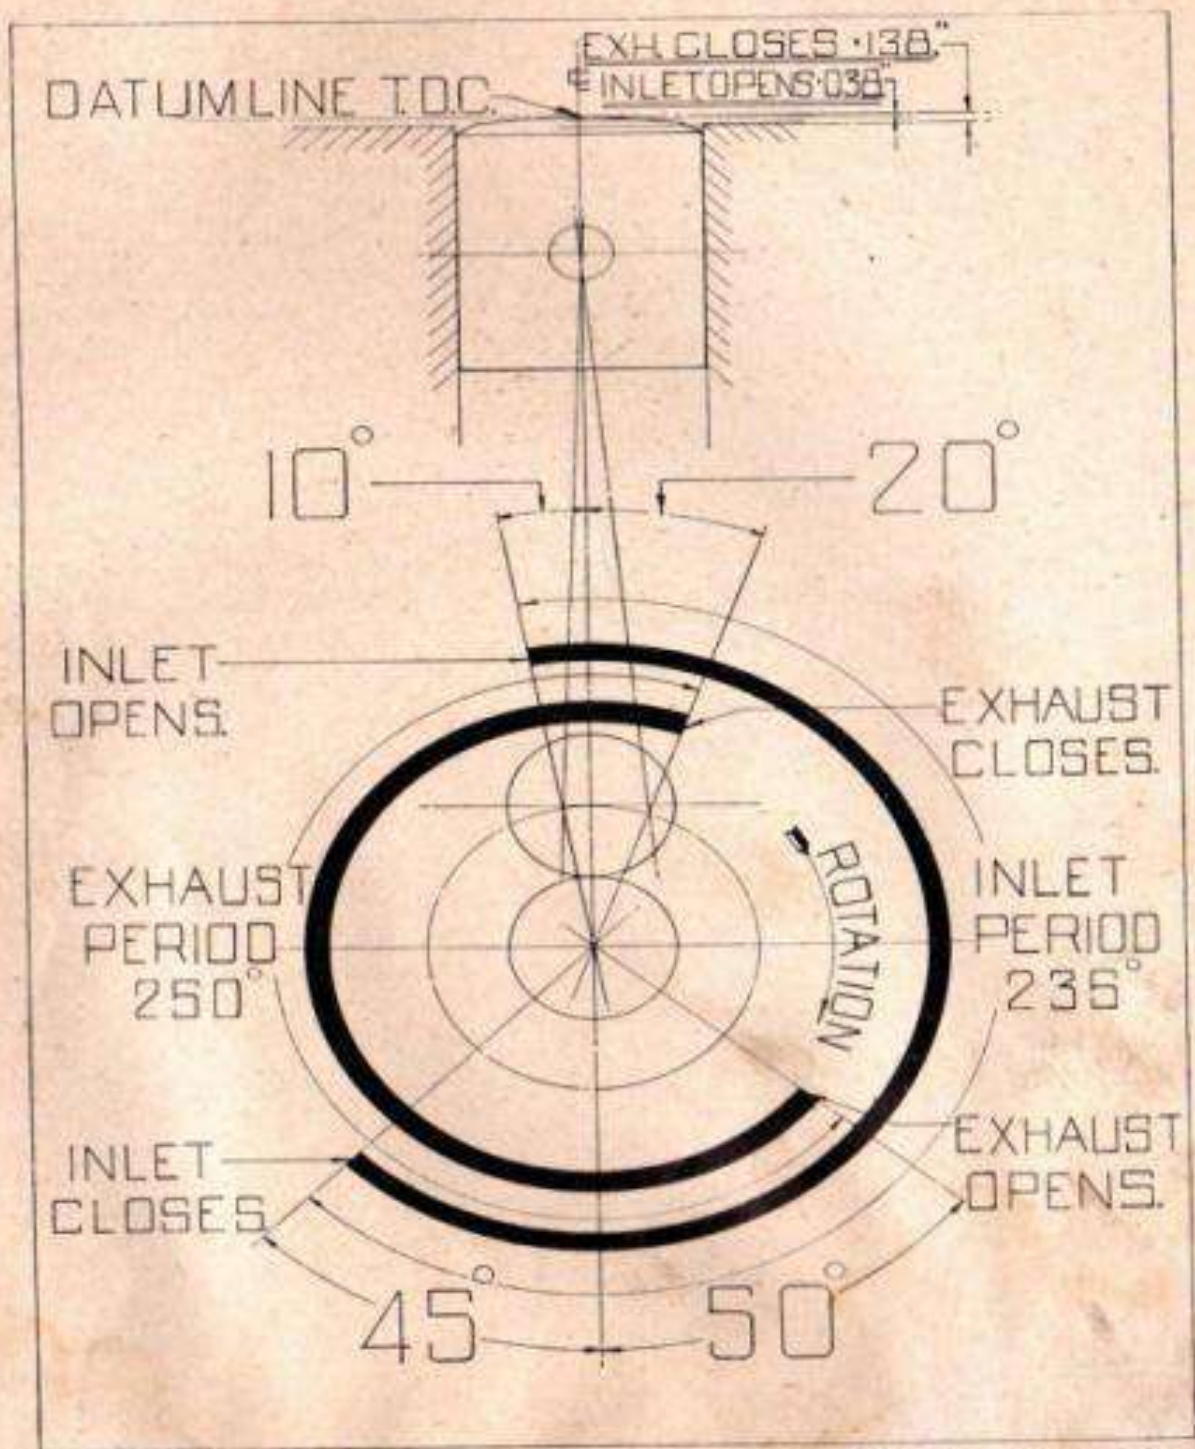 EXH. CLOSES ·138"
℄ INLET OPENS ·038"
DATUM LINE T.D.C.
10°
20°
INLET
OPENS.
EXHAUST
CLOSES.
EXHAUST
PERIOD
250°
ROTATION
INLET
PERIOD
235°
INLET
CLOSES
EXHAUST
OPENS.
45°
50°